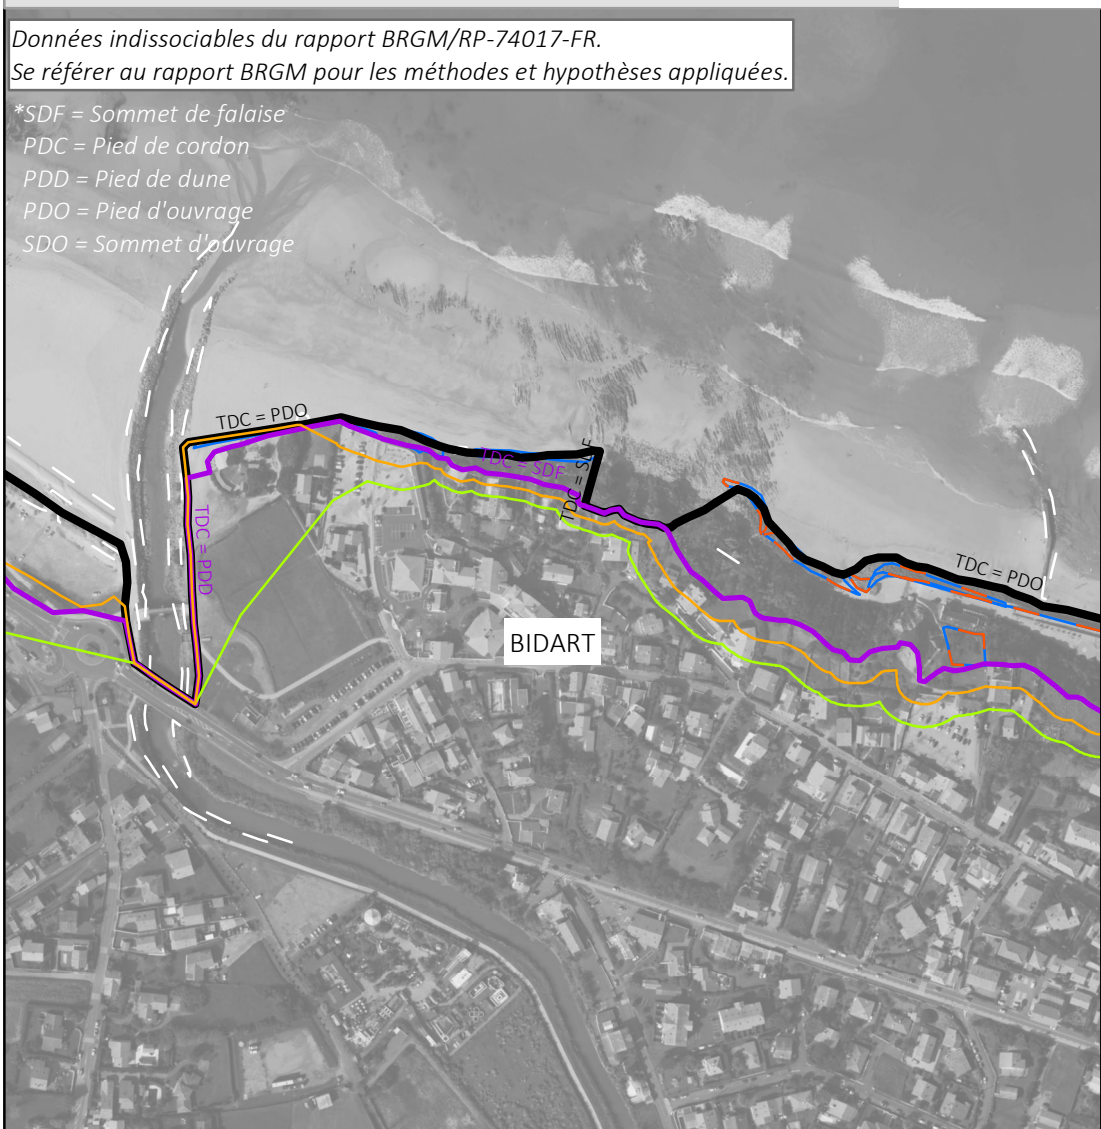 Données indissociables du rapport BRGM/RP-74017-FR.
Se référer au rapport BRGM pour les méthodes et hypothèses appliquées.
*SDF = Sommet de falaise
PDC = Pied de cordon
PDD = Pied de dune
PDO = Pied d'ouvrage
SDO = Sommet d'ouvrage
TDC = PDO
TDC = SDF
TDC = SDF
TDC = PDD
TDC = PDO
BIDART